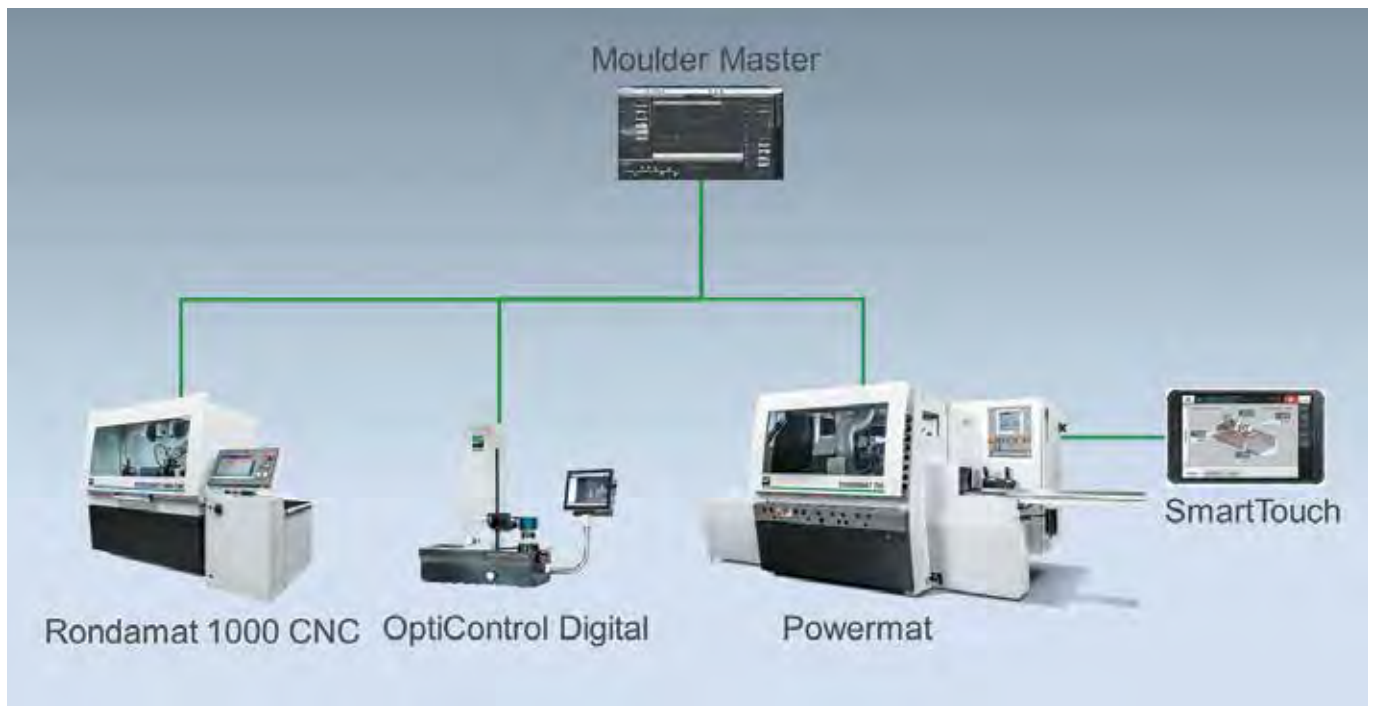 Moulder Master
SmartTouch
Rondamat 1000 CNC
OptiControl Digital
Powermat